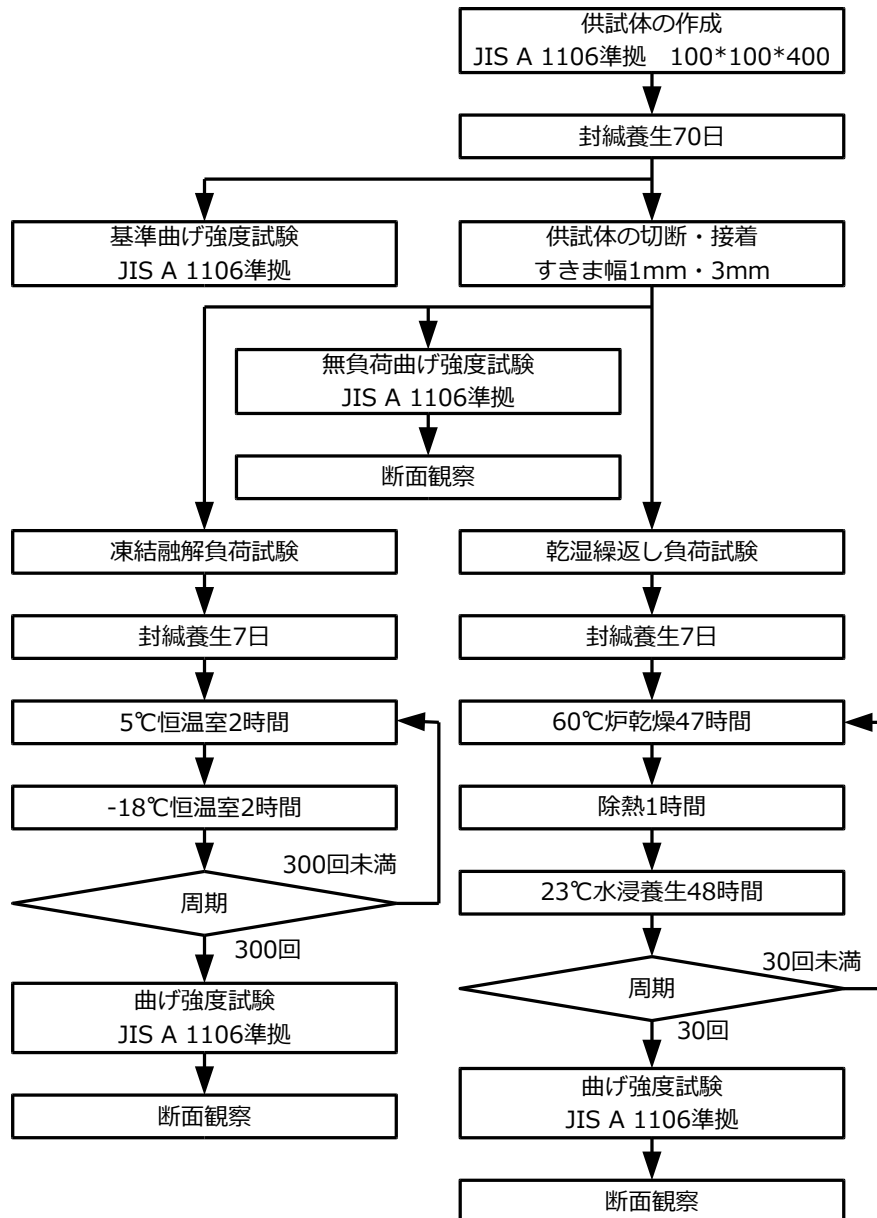 供試体の作成
JIS A 1106準拠　100*100*400
封緘養生70日
基準曲げ強度試験
JIS A 1106準拠
供試体の切断・接着
すきま幅1mm・3mm
無負荷曲げ強度試験
JIS A 1106準拠
断面観察
凍結融解負荷試験
封緘養生7日
5℃恒温室2時間
-18℃恒温室2時間
300回未満
周期
300回
曲げ強度試験
JIS A 1106準拠
断面観察
乾湿繰返し負荷試験
封緘養生7日
60℃炉乾燥47時間
除熱1時間
23℃水浸養生48時間
30回未満
周期
30回
曲げ強度試験
JIS A 1106準拠
断面観察